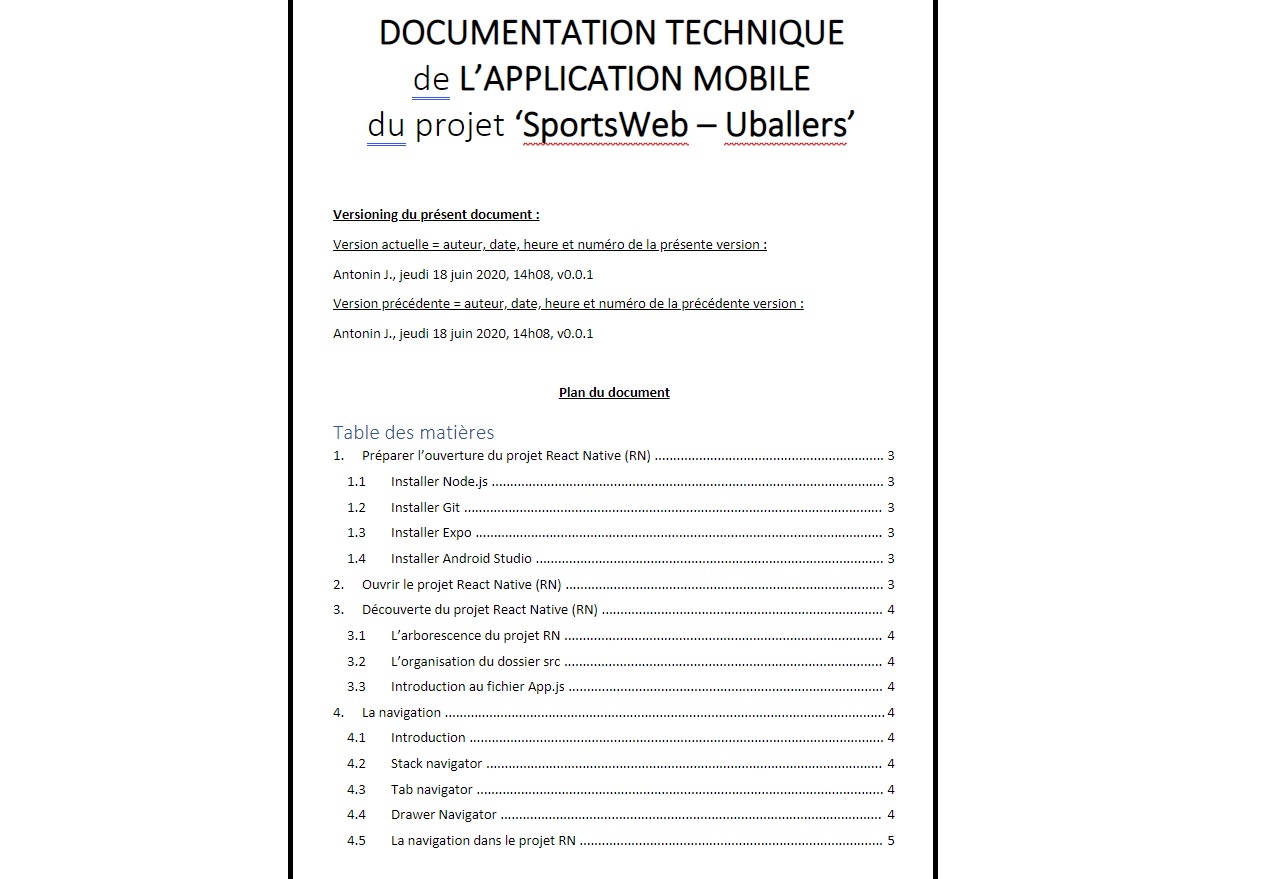 DOCUMENTATION TECHNIQUE
de L’APPLICATION MOBILE
du projet ‘SportsWeb – Uballers’
Versioning du présent document :
Version actuelle = auteur, date, heure et numéro de la présente version :
Antonin J., jeudi 18 juin 2020, 14h08, v0.0.1
Version précédente = auteur, date, heure et numéro de la précédente version :
Antonin J., jeudi 18 juin 2020, 14h08, v0.0.1
Plan du document
Table des matières
1. Préparer l’ouverture du projet React Native (RN) ........ 3
1.1 Installer Node.js ........ 3
1.2 Installer Git ........ 3
1.3 Installer Expo ........ 3
1.4 Installer Android Studio ........ 3
2. Ouvrir le projet React Native (RN) ........ 3
3. Découverte du projet React Native (RN) ........ 4
3.1 L’arborescence du projet RN ........ 4
3.2 L’organisation du dossier src ........ 4
3.3 Introduction au fichier App.js ........ 4
4. La navigation ........ 4
4.1 Introduction ........ 4
4.2 Stack navigator ........ 4
4.3 Tab navigator ........ 4
4.4 Drawer Navigator ........ 4
4.5 La navigation dans le projet RN ........ 5